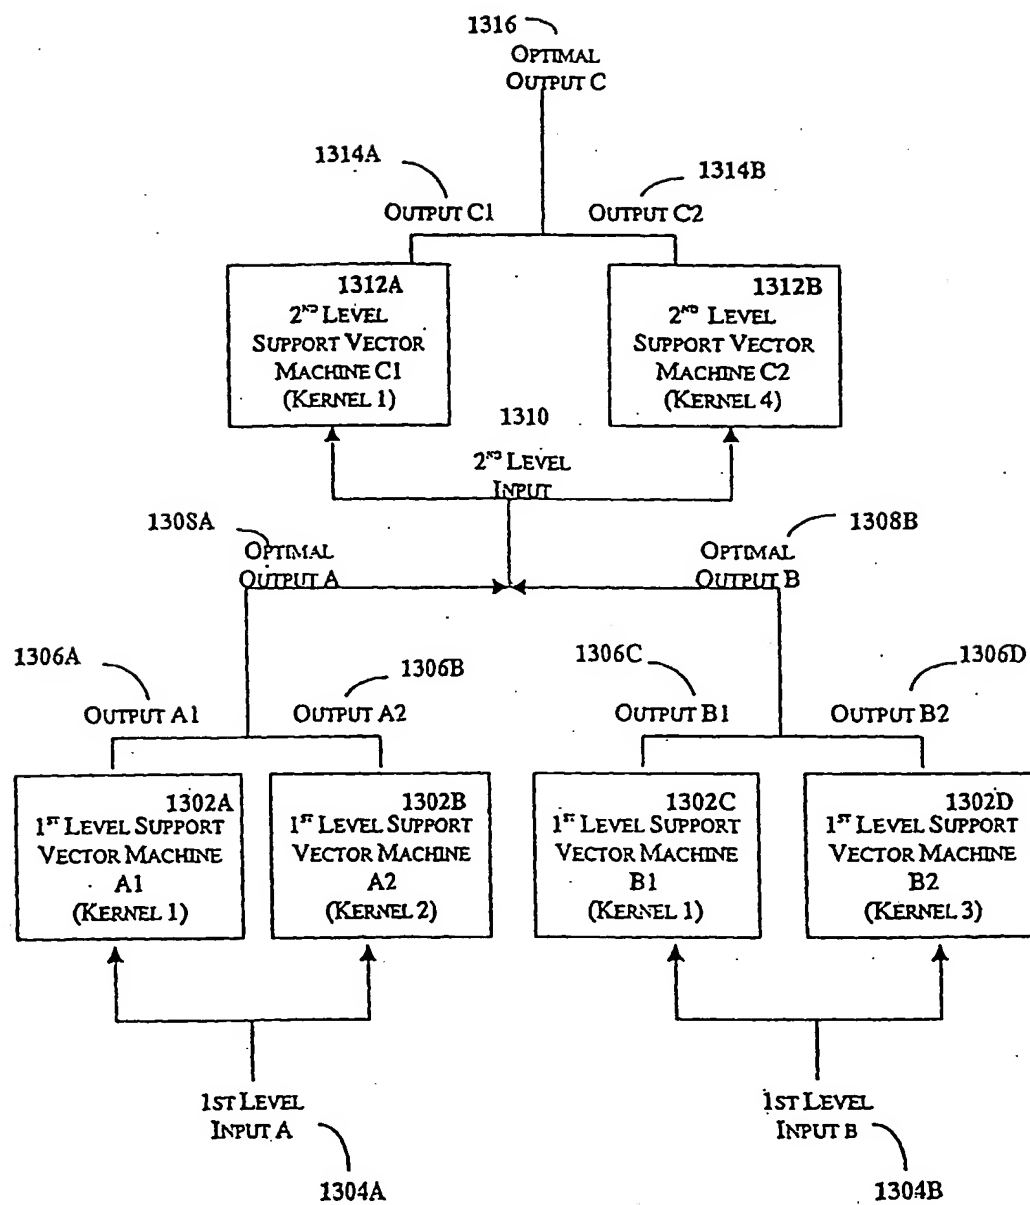 1316
OPTIMAL
OUTPUT C
1314A
1314B
OUTPUT C1
OUTPUT C2
1312A
2ND LEVEL
SUPPORT VECTOR
MACHINE C1
(KERNEL 1)
1312B
2ND LEVEL
SUPPORT VECTOR
MACHINE C2
(KERNEL 4)
1310
2ND LEVEL
INPUT
1308A
OPTIMAL
OUTPUT A
1308B
OPTIMAL
OUTPUT B
1306A
OUTPUT A1
1306B
OUTPUT A2
1306C
OUTPUT B1
1306D
OUTPUT B2
1302A
1ST LEVEL SUPPORT
VECTOR MACHINE
A1
(KERNEL 1)
1302B
1ST LEVEL SUPPORT
VECTOR MACHINE
A2
(KERNEL 2)
1302C
1ST LEVEL SUPPORT
VECTOR MACHINE
B1
(KERNEL 1)
1302D
1ST LEVEL SUPPORT
VECTOR MACHINE
B2
(KERNEL 3)
1ST LEVEL
INPUT A
1304A
1ST LEVEL
INPUT B
1304B